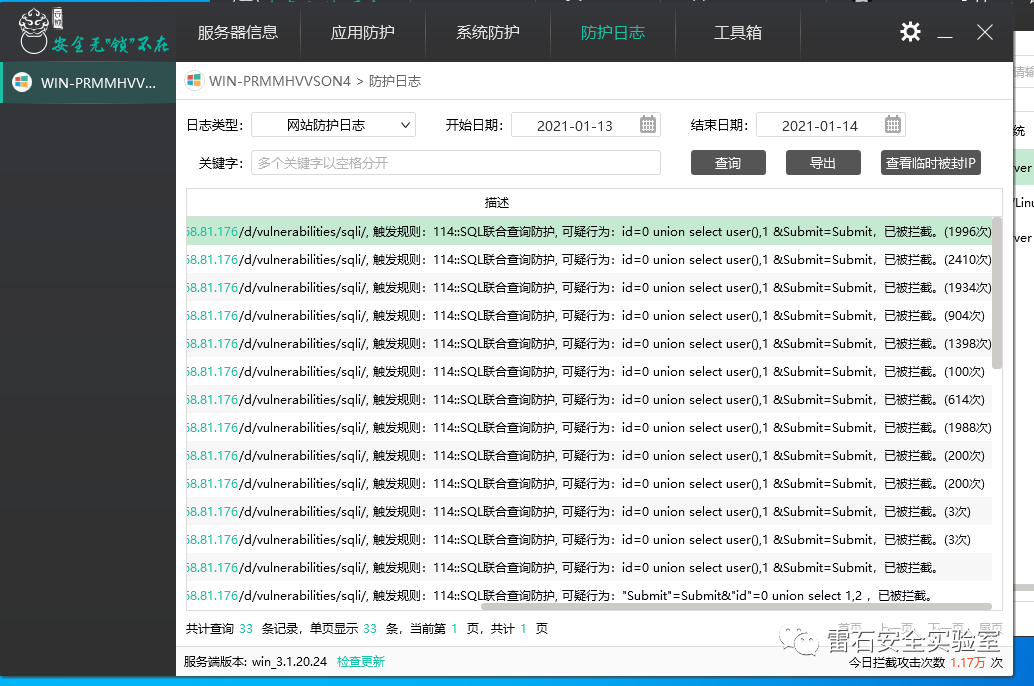 安全无"锁"不在
服务器信息 应用防护 系统防护 防护日志 工具箱
WIN-PRMMHVV...
WIN-PRMMHVVSON4 > 防护日志
日志类型: 网站防护日志 开始日期: 2021-01-13 结束日期: 2021-01-14
关键字: 多个关键字以空格分开 查询 导出 查看临时被封IP
描述
68.81.176/d/vulnerabilities/sqli/, 触发规则：114::SQL联合查询防护, 可疑行为：id=0 union select user(),1 &Submit=Submit，已被拦截。(1996次)
68.81.176/d/vulnerabilities/sqli/, 触发规则：114::SQL联合查询防护, 可疑行为：id=0 union select user(),1 &Submit=Submit，已被拦截。(2410次)
68.81.176/d/vulnerabilities/sqli/, 触发规则：114::SQL联合查询防护, 可疑行为：id=0 union select user(),1 &Submit=Submit，已被拦截。(1934次)
68.81.176/d/vulnerabilities/sqli/, 触发规则：114::SQL联合查询防护, 可疑行为：id=0 union select user(),1 &Submit=Submit，已被拦截。(904次)
68.81.176/d/vulnerabilities/sqli/, 触发规则：114::SQL联合查询防护, 可疑行为：id=0 union select user(),1 &Submit=Submit，已被拦截。(1398次)
68.81.176/d/vulnerabilities/sqli/, 触发规则：114::SQL联合查询防护, 可疑行为：id=0 union select user(),1 &Submit=Submit，已被拦截。(100次)
68.81.176/d/vulnerabilities/sqli/, 触发规则：114::SQL联合查询防护, 可疑行为：id=0 union select user(),1 &Submit=Submit，已被拦截。(614次)
68.81.176/d/vulnerabilities/sqli/, 触发规则：114::SQL联合查询防护, 可疑行为：id=0 union select user(),1 &Submit=Submit，已被拦截。(1988次)
68.81.176/d/vulnerabilities/sqli/, 触发规则：114::SQL联合查询防护, 可疑行为：id=0 union select user(),1 &Submit=Submit，已被拦截。(200次)
68.81.176/d/vulnerabilities/sqli/, 触发规则：114::SQL联合查询防护, 可疑行为：id=0 union select user(),1 &Submit=Submit，已被拦截。(200次)
68.81.176/d/vulnerabilities/sqli/, 触发规则：114::SQL联合查询防护, 可疑行为：id=0 union select user(),1 &Submit=Submit，已被拦截。(3次)
68.81.176/d/vulnerabilities/sqli/, 触发规则：114::SQL联合查询防护, 可疑行为：id=0 union select user(),1 &Submit=Submit，已被拦截。(3次)
68.81.176/d/vulnerabilities/sqli/, 触发规则：114::SQL联合查询防护, 可疑行为：id=0 union select user(),1 &Submit=Submit，已被拦截。
68.81.176/d/vulnerabilities/sqli/, 触发规则：114::SQL联合查询防护, 可疑行为："Submit"=Submit&"id"=0 union select 1,2 ，已被拦截。
共计查询 33 条记录，单页显示 33 条，当前第 1 页，共计 1 页 首页 上一页 下一页 尾页
雷石安全实验室
服务端版本: win_3.1.20.24 检查更新 今日拦截攻击次数 1.17万 次
请输
统
ver
/Linu
ver